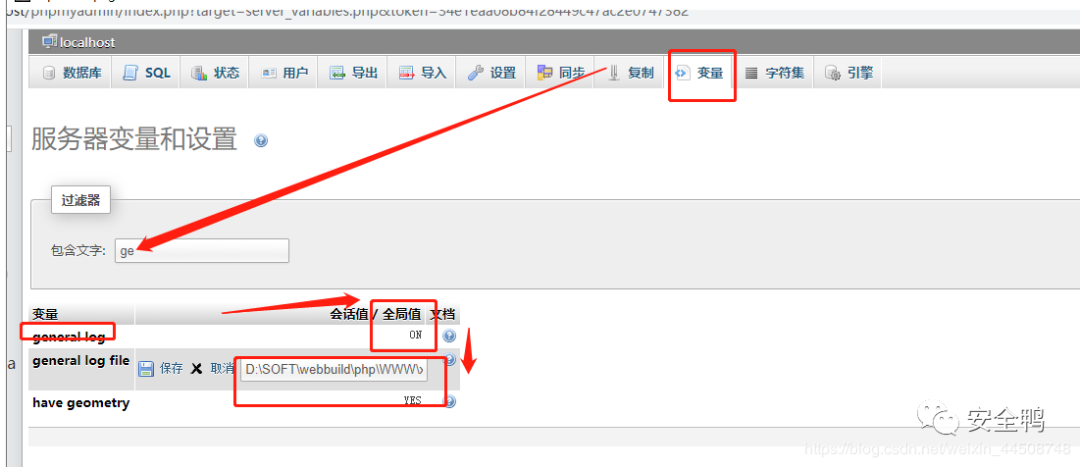 ost/phpmyadmin/index.php?target=server_variables.php&token=34e1eaa08b84f28449c47ac2e0747382
localhost
数据库 SQL 状态 用户 导出 导入 设置 同步 复制 变量 字符集 引擎
服务器变量和设置
过滤器
包含文字: ge
变量 会话值 / 全局值 文档
general log ON
general log file 保存 取消 D:\SOFT\webbuild\php\WWW\
a
have geometry YES
安全鸭
https://blog.csdn.net/weixin_44508748